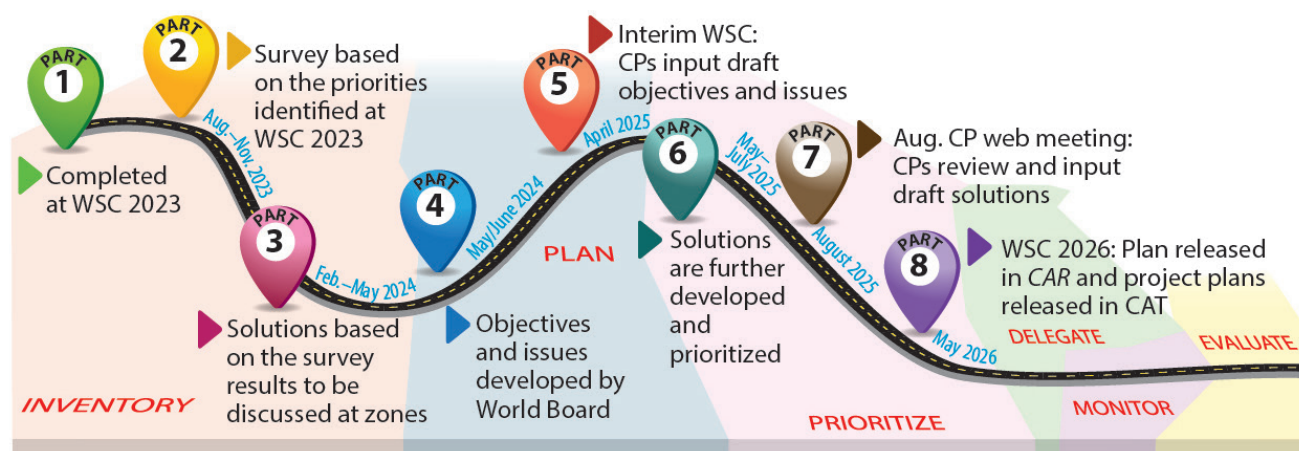 PART
1
Completed
at WSC 2023
PART
2
Survey based
on the priorities
identified at
WSC 2023
Aug.–Nov. 2023
PART
3
Solutions based
on the survey
results to be
discussed at zones
INVENTORY
Feb.–May 2024
PART
4
Objectives
and issues
developed by
World Board
May/June 2024
PLAN
PART
5
Interim WSC:
CPs input draft
objectives and issues
April 2025
PART
6
Solutions
are further
developed
and
prioritized
May–
July 2025
PART
7
Aug. CP web meeting:
CPs review and input
draft solutions
August 2025
PRIORITIZE
PART
8
WSC 2026: Plan released
in CAR and project plans
released in CAT
May 2026
DELEGATE
MONITOR
EVALUATE